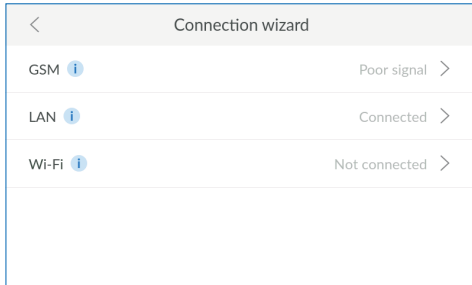 Connection wizard
GSM i Poor signal
LAN i Connected
Wi-Fi i Not connected